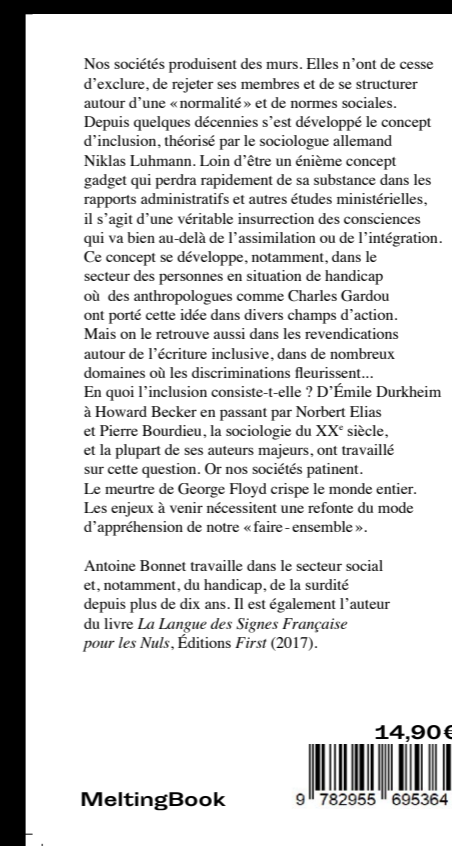 Nos sociétés produisent des murs. Elles n’ont de cesse
d’exclure, de rejeter ses membres et de se structurer
autour d’une « normalité » et de normes sociales.
Depuis quelques décennies s’est développé le concept
d’inclusion, théorisé par le sociologue allemand
Niklas Luhmann. Loin d’être un énième concept
gadget qui perdra rapidement de sa substance dans les
rapports administratifs et autres études ministérielles,
il s’agit d’une véritable insurrection des consciences
qui va bien au-delà de l’assimilation ou de l’intégration.
Ce concept se développe, notamment, dans le
secteur des personnes en situation de handicap
où des anthropologues comme Charles Gardou
ont porté cette idée dans divers champs d’action.
Mais on le retrouve aussi dans les revendications
autour de l’écriture inclusive, dans de nombreux
domaines où les discriminations fleurissent...
En quoi l’inclusion consiste-t-elle ? D’Émile Durkheim
à Howard Becker en passant par Norbert Elias
et Pierre Bourdieu, la sociologie du XXᵉ siècle,
et la plupart de ses auteurs majeurs, ont travaillé
sur cette question. Or nos sociétés patinent.
Le meurtre de George Floyd crispe le monde entier.
Les enjeux à venir nécessitent une refonte du mode
d’appréhension de notre « faire-ensemble ».
Antoine Bonnet travaille dans le secteur social
et, notamment, du handicap, de la surdité
depuis plus de dix ans. Il est également l’auteur
du livre La Langue des Signes Française
pour les Nuls, Éditions First (2017).
14,90€
MeltingBook
9 782955 695364